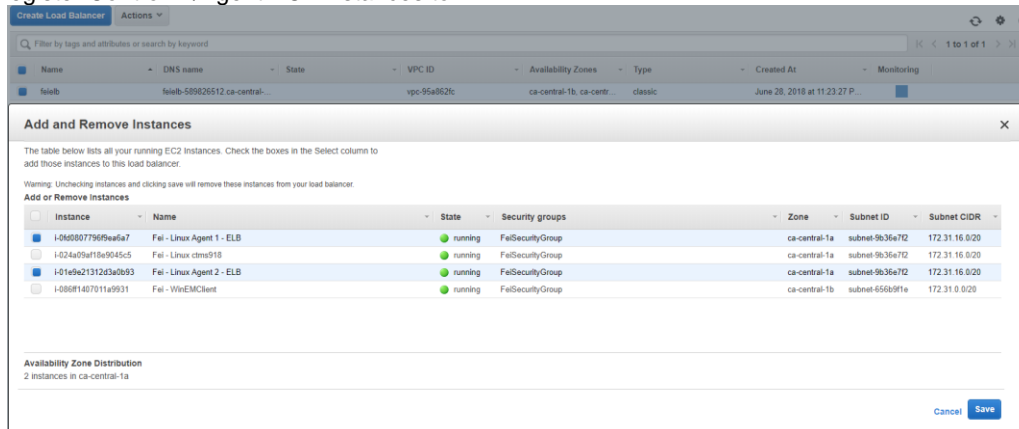 Create Load Balancer Actions
Filter by tags and attributes or search by keyword 1 to 1 of 1
Name DNS name State VPC ID Availability Zones Type Created At Monitoring
feielb feielb-589826512.ca-central-... vpc-95a862fc ca-central-1b, ca-centr... classic June 28, 2018 at 11:23:27 P...
Add and Remove Instances
The table below lists all your running EC2 Instances. Check the boxes in the Select column to
add those instances to this load balancer.
Warning: Unchecking instances and clicking save will remove these instances from your load balancer.
Add or Remove Instances
Instance Name State Security groups Zone Subnet ID Subnet CIDR
i-0fd0807796f9ea6a7 Fei - Linux Agent 1 - ELB running FeiSecurityGroup ca-central-1a subnet-9b36e7f2 172.31.16.0/20
i-024a09af18e9045c5 Fei - Linux ctms918 running FeiSecurityGroup ca-central-1a subnet-9b36e7f2 172.31.16.0/20
i-01e9e21312d3a0b93 Fei - Linux Agent 2 - ELB running FeiSecurityGroup ca-central-1a subnet-9b36e7f2 172.31.16.0/20
i-086ff1407011a9931 Fei - WinEMClient running FeiSecurityGroup ca-central-1b subnet-656b9f1e 172.31.0.0/20
Availability Zone Distribution
2 instances in ca-central-1a
Cancel Save